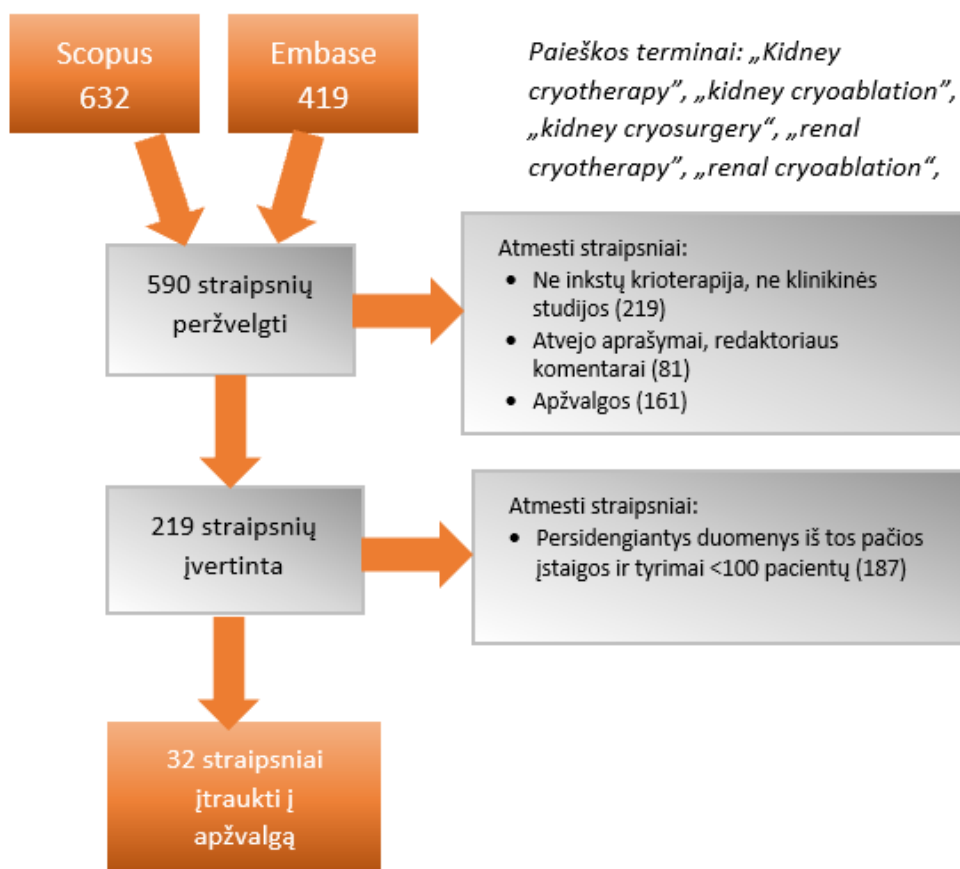 Scopus
632
Embase
419
Paieškos terminai: „Kidney
cryotherapy”, „kidney cryoablation”,
„kidney cryosurgery“, „renal
cryotherapy”, „renal cryoablation“,
590 straipsnių
peržvelgti
Atmesti straipsniai:
• Ne inkstų krioterapija, ne klinikinės
studijos (219)
• Atvejo aprašymai, redaktoriaus
komentarai (81)
• Apžvalgos (161)
219 straipsnių
įvertinta
Atmesti straipsniai:
• Persidengiantys duomenys iš tos pačios
įstaigos ir tyrimai <100 pacientų (187)
32 straipsniai
įtraukti į
apžvalgą